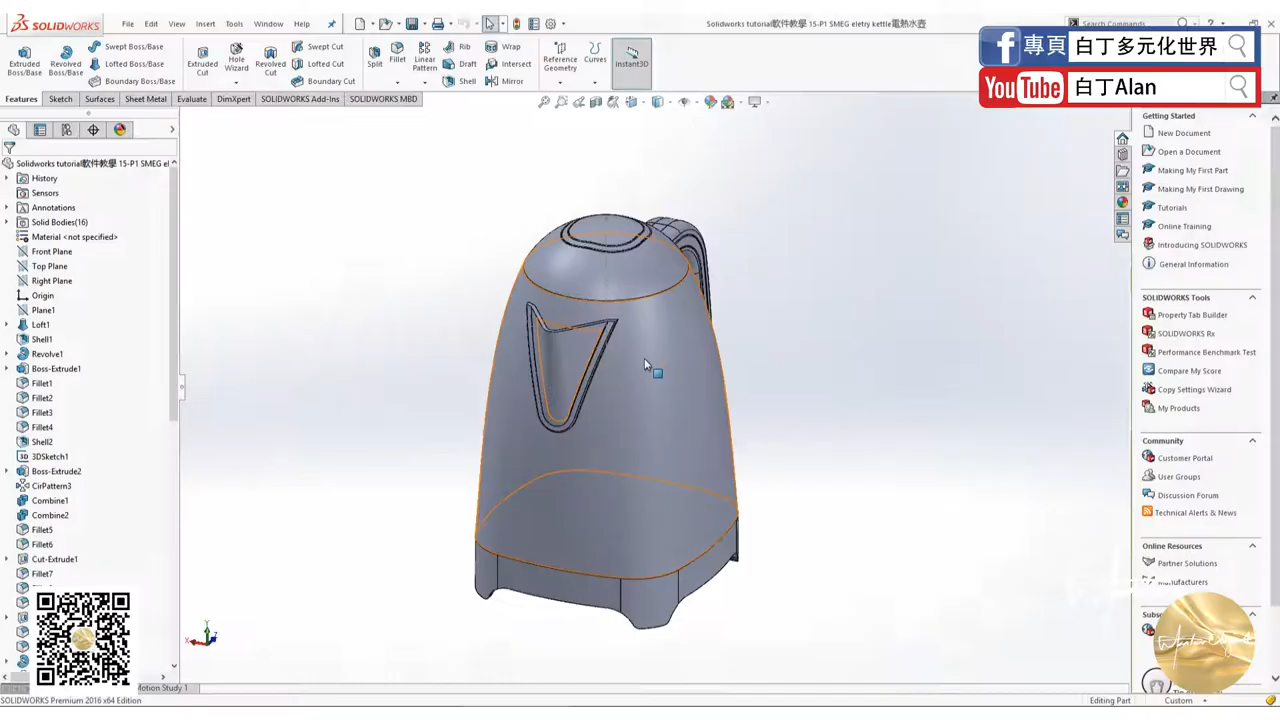 SOLIDWORKS
File Edit View Insert Tools Window Help
Solidworks tutorial軟件教學 15-P1 SMEG eletry kettle電熱水壺
Search Commands
專頁 白丁多元化世界
YouTube 白丁Alan
Extruded Boss/Base
Revolved Boss/Base
Swept Boss/Base
Lofted Boss/Base
Boundary Boss/Base
Extruded Cut
Hole Wizard
Revolved Cut
Swept Cut
Lofted Cut
Boundary Cut
Split
Fillet
Linear Pattern
Rib
Draft
Shell
Wrap
Intersect
Mirror
Reference Geometry
Curves
Instant3D
Features Sketch Surfaces Sheet Metal Evaluate DimXpert SOLIDWORKS Add-Ins SOLIDWORKS MBD
Solidworks tutorial軟件教學 15-P1 SMEG el
History
Sensors
Annotations
Solid Bodies(16)
Material <not specified>
Front Plane
Top Plane
Right Plane
Origin
Plane1
Loft1
Shell1
Revolve1
Boss-Extrude1
Fillet1
Fillet2
Fillet3
Fillet4
Shell2
3DSketch1
Boss-Extrude2
CirPattern3
Combine1
Combine2
Fillet5
Fillet6
Cut-Extrude1
Fillet7
Getting Started
New Document
Open a Document
Making My First Part
Making My First Drawing
Tutorials
Online Training
Introducing SOLIDWORKS
General Information
SOLIDWORKS Tools
Property Tab Builder
SOLIDWORKS Rx
Performance Benchmark Test
Compare My Score
Copy Settings Wizard
My Products
Community
Customer Portal
User Groups
Discussion Forum
Technical Alerts & News
Online Resources
Partner Solutions
Manufacturers
Motion Study 1
SOLIDWORKS Premium 2016 x64 Edition
Editing Part
Custom